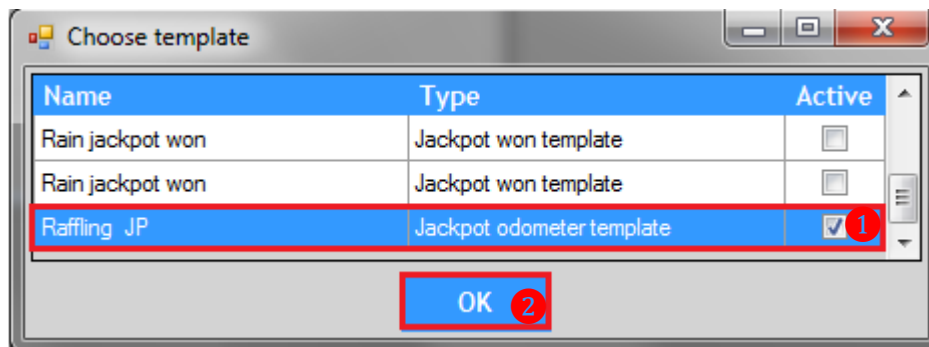 Choose template
Name Type Active
Rain jackpot won Jackpot won template
Rain jackpot won Jackpot won template
Raffling JP Jackpot odometer template 1
OK 2